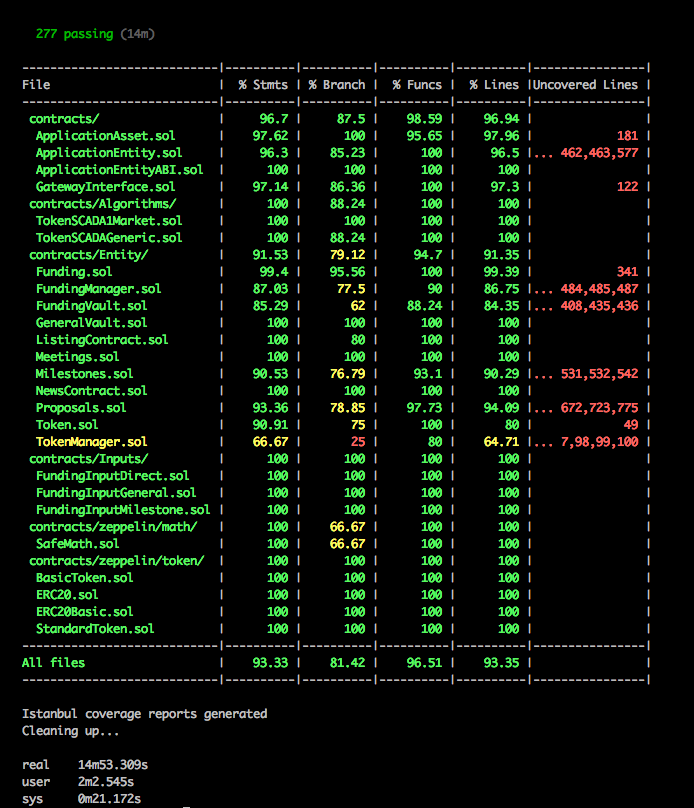 277 passing (14m)
----------------------------|----------|----------|----------|----------|----------------|
File                        |  % Stmts | % Branch |  % Funcs |  % Lines |Uncovered Lines |
----------------------------|----------|----------|----------|----------|----------------|
 contracts/                 |     96.7 |     87.5 |    98.59 |    96.94 |                |
  ApplicationAsset.sol      |    97.62 |      100 |    95.65 |    97.96 |            181 |
  ApplicationEntity.sol     |     96.3 |    85.23 |      100 |     96.5 |... 462,463,577 |
  ApplicationEntityABI.sol  |      100 |      100 |      100 |      100 |                |
  GatewayInterface.sol      |    97.14 |    86.36 |      100 |     97.3 |            122 |
 contracts/Algorithms/      |      100 |    88.24 |      100 |      100 |                |
  TokenSCADA1Market.sol     |      100 |      100 |      100 |      100 |                |
  TokenSCADAGeneric.sol     |      100 |    88.24 |      100 |      100 |                |
 contracts/Entity/          |    91.53 |    79.12 |     94.7 |    91.35 |                |
  Funding.sol               |     99.4 |    95.56 |      100 |    99.39 |            341 |
  FundingManager.sol        |    87.03 |     77.5 |       90 |    86.75 |... 484,485,487 |
  FundingVault.sol          |    85.29 |       62 |    88.24 |    84.35 |... 408,435,436 |
  GeneralVault.sol          |      100 |      100 |      100 |      100 |                |
  ListingContract.sol       |      100 |       80 |      100 |      100 |                |
  Meetings.sol              |      100 |      100 |      100 |      100 |                |
  Milestones.sol            |    90.53 |    76.79 |     93.1 |    90.29 |... 531,532,542 |
  NewsContract.sol          |      100 |      100 |      100 |      100 |                |
  Proposals.sol             |    93.36 |    78.85 |    97.73 |    94.09 |... 672,723,775 |
  Token.sol                 |    90.91 |       75 |      100 |       80 |             49 |
  TokenManager.sol          |    66.67 |       25 |       80 |    64.71 |... 7,98,99,100 |
 contracts/Inputs/          |      100 |      100 |      100 |      100 |                |
  FundingInputDirect.sol    |      100 |      100 |      100 |      100 |                |
  FundingInputGeneral.sol   |      100 |      100 |      100 |      100 |                |
  FundingInputMilestone.sol |      100 |      100 |      100 |      100 |                |
 contracts/zeppelin/math/   |      100 |    66.67 |      100 |      100 |                |
  SafeMath.sol              |      100 |    66.67 |      100 |      100 |                |
 contracts/zeppelin/token/  |      100 |      100 |      100 |      100 |                |
  BasicToken.sol            |      100 |      100 |      100 |      100 |                |
  ERC20.sol                 |      100 |      100 |      100 |      100 |                |
  ERC20Basic.sol            |      100 |      100 |      100 |      100 |                |
  StandardToken.sol         |      100 |      100 |      100 |      100 |                |
----------------------------|----------|----------|----------|----------|----------------|
All files                   |    93.33 |    81.42 |    96.51 |    93.35 |                |
----------------------------|----------|----------|----------|----------|----------------|
Istanbul coverage reports generated
Cleaning up...
real    14m53.309s
user    2m2.545s
sys     0m21.172s